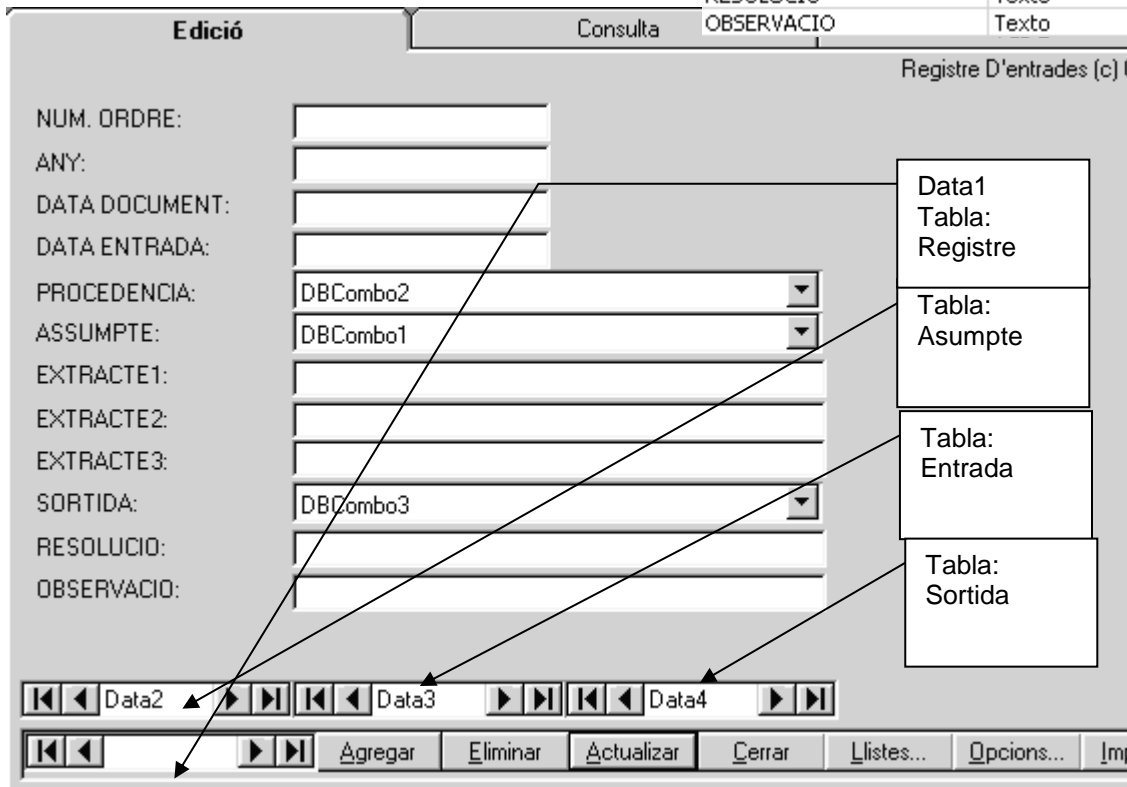 OBSERVACIO Texto
Edició Consulta
Registre D'entrades (c)
NUM. ORDRE:
ANY:
DATA DOCUMENT:
DATA ENTRADA:
PROCEDENCIA: DBCombo2
ASSUMPTE: DBCombo1
EXTRACTE1:
EXTRACTE2:
EXTRACTE3:
SORTIDA: DBCombo3
RESOLUCIO:
OBSERVACIO:
Data1
Tabla:
Registre
Tabla:
Asumpte
Tabla:
Entrada
Tabla:
Sortida
Data2 Data3 Data4
Agregar Eliminar Actualizar Cerrar Llistes... Opcions...